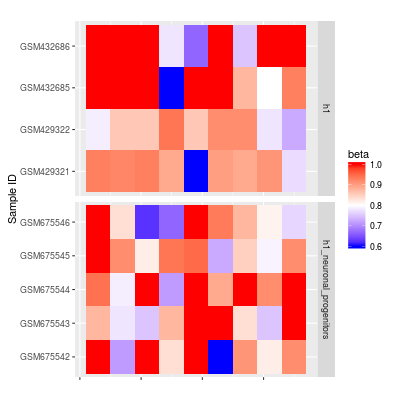 GSM432686
GSM432685
GSM429322
GSM429321
h1
GSM675546
GSM675545
GSM675544
GSM675543
GSM675542
h1_neuronal_progenitors
Sample ID
beta
1.0
0.9
0.8
0.7
0.6